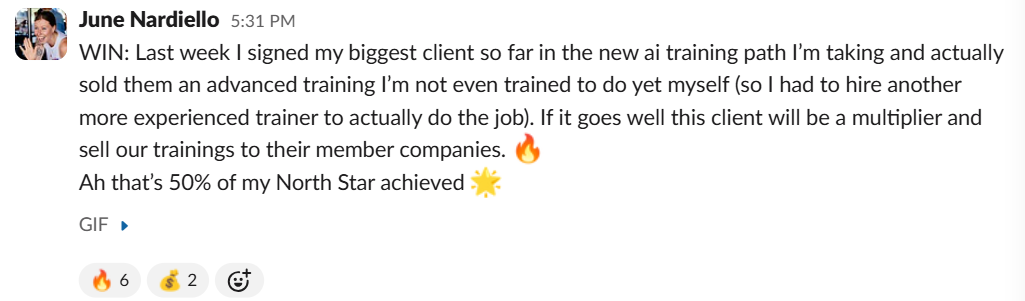 June Nardiello 5:31 PM
WIN: Last week I signed my biggest client so far in the new ai training path I'm taking and actually
sold them an advanced training I'm not even trained to do yet myself (so I had to hire another
more experienced trainer to actually do the job). If it goes well this client will be a multiplier and
sell our trainings to their member companies. 🔥
Ah that's 50% of my North Star achieved 🌟
GIF
🔥 6 💰 2